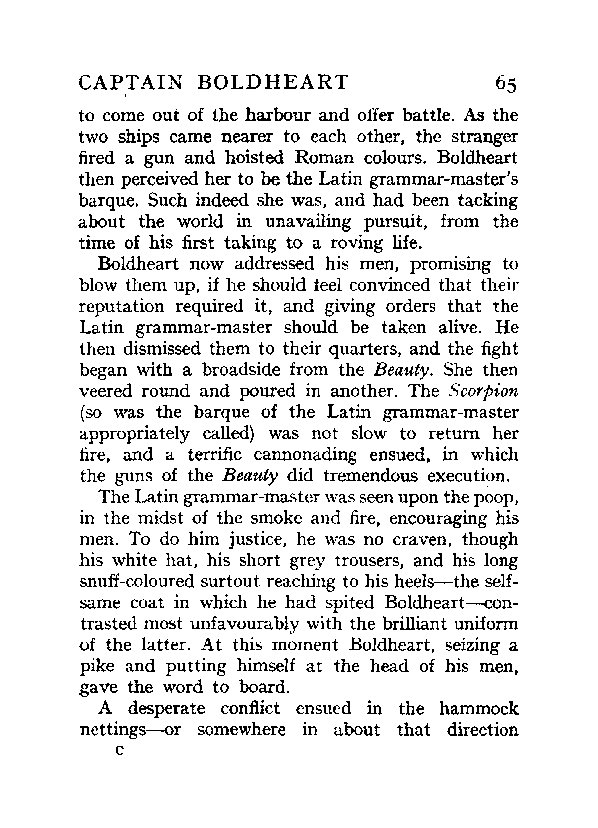 CAPTAIN BOLDHEART 65
to come out of the harbour and offer battle. As the
two ships came nearer to each other, the stranger
fired a gun and hoisted Roman colours. Boldheart
then perceived her to be the Latin grammar-master's
barque. Such indeed she was, and had been tacking
about the world in unavailing pursuit, from the
time of his first taking to a roving life.
Boldheart now addressed his men, promising to
blow them up, if he should feel convinced that their
reputation required it, and giving orders that the
Latin grammar-master should be taken alive. He
then dismissed them to their quarters, and the fight
began with a broadside from the Beauty. She then
veered round and poured in another. The Scorpion
(so was the barque of the Latin grammar-master
appropriately called) was not slow to return her
fire, and a terrific cannonading ensued, in which
the guns of the Beauty did tremendous execution.
The Latin grammar-master was seen upon the poop,
in the midst of the smoke and fire, encouraging his
men. To do him justice, he was no craven, though
his white hat, his short grey trousers, and his long
snuff-coloured surtout reaching to his heels—the self-
same coat in which he had spited Boldheart—con-
trasted most unfavourably with the brilliant uniform
of the latter. At this moment Boldheart, seizing a
pike and putting himself at the head of his men,
gave the word to board.
A desperate conflict ensued in the hammock
nettings—or somewhere in about that direction
C